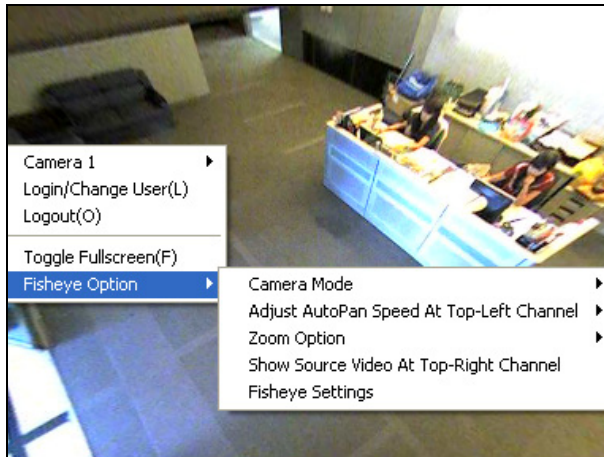 Camera 1
Login/Change User(L)
Logout(O)
Toggle Fullscreen(F)
Fisheye Option
Camera Mode
Adjust AutoPan Speed At Top-Left Channel
Zoom Option
Show Source Video At Top-Right Channel
Fisheye Settings